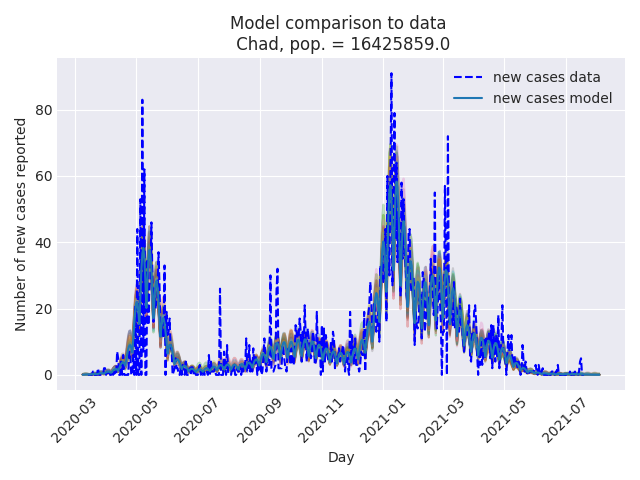 Model comparison to data
Chad, pop. = 16425859.0
new cases data
new cases model
Number of new cases reported
80
60
40
20
0
2020-03
2020-05
2020-07
2020-09
2020-11
2021-01
2021-03
2021-05
2021-07
Day